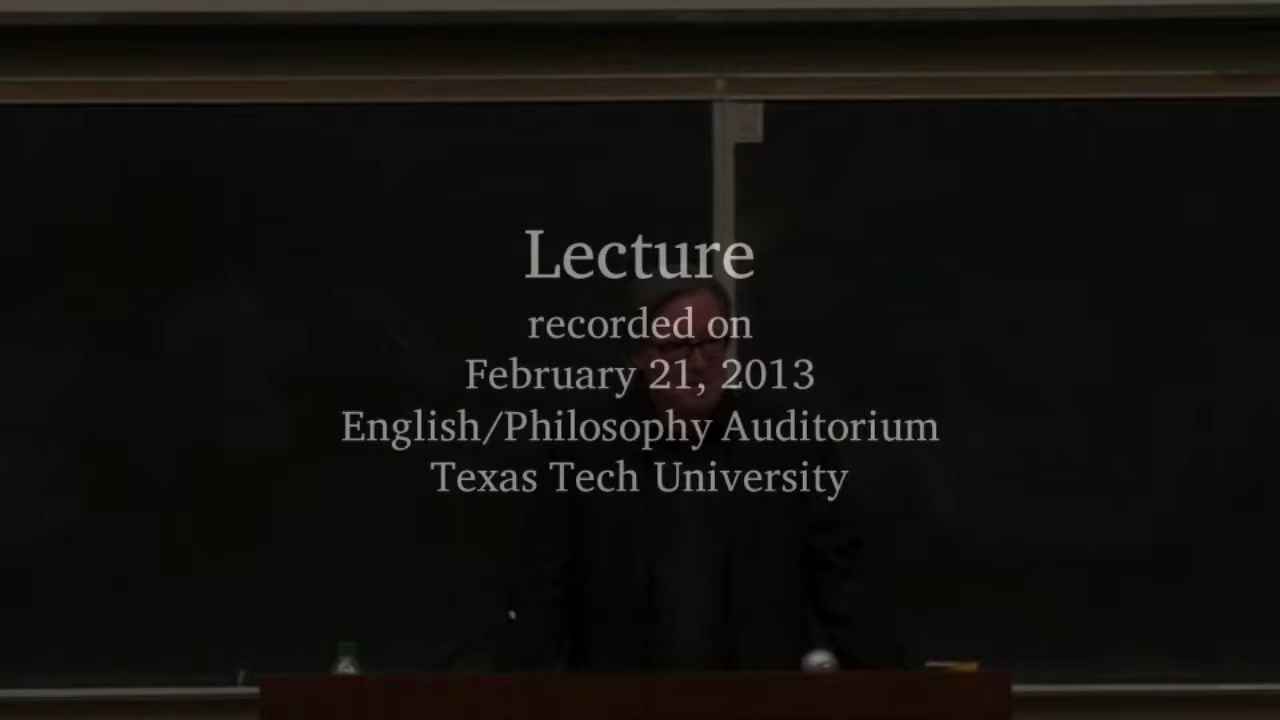 Lecture
recorded on
February 21, 2013
English/Philosophy Auditorium
Texas Tech University